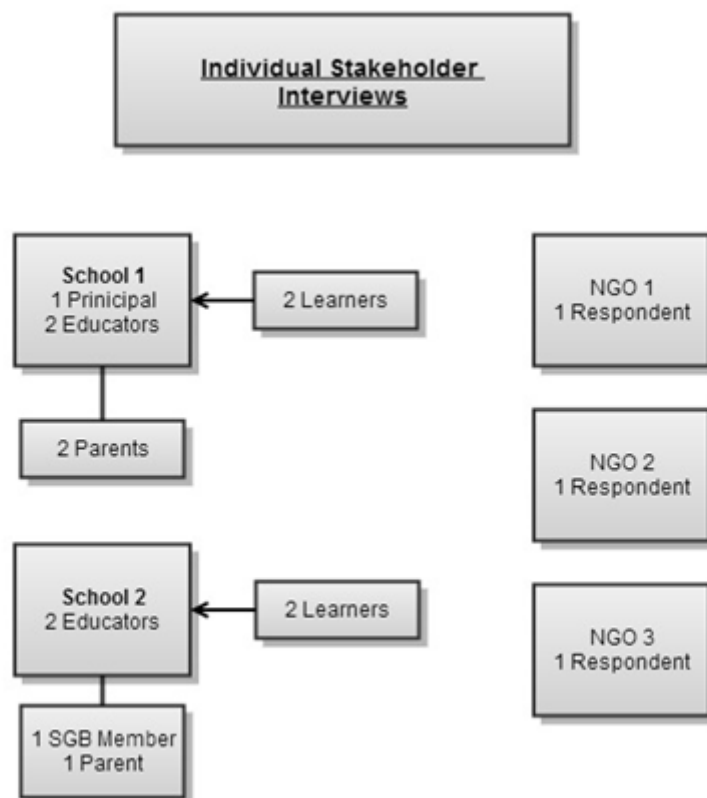 Individual Stakeholder
Interviews
School 1
1 Prinicipal
2 Educators
2 Learners
2 Parents
School 2
2 Educators
2 Learners
1 SGB Member
1 Parent
NGO 1
1 Respondent
NGO 2
1 Respondent
NGO 3
1 Respondent